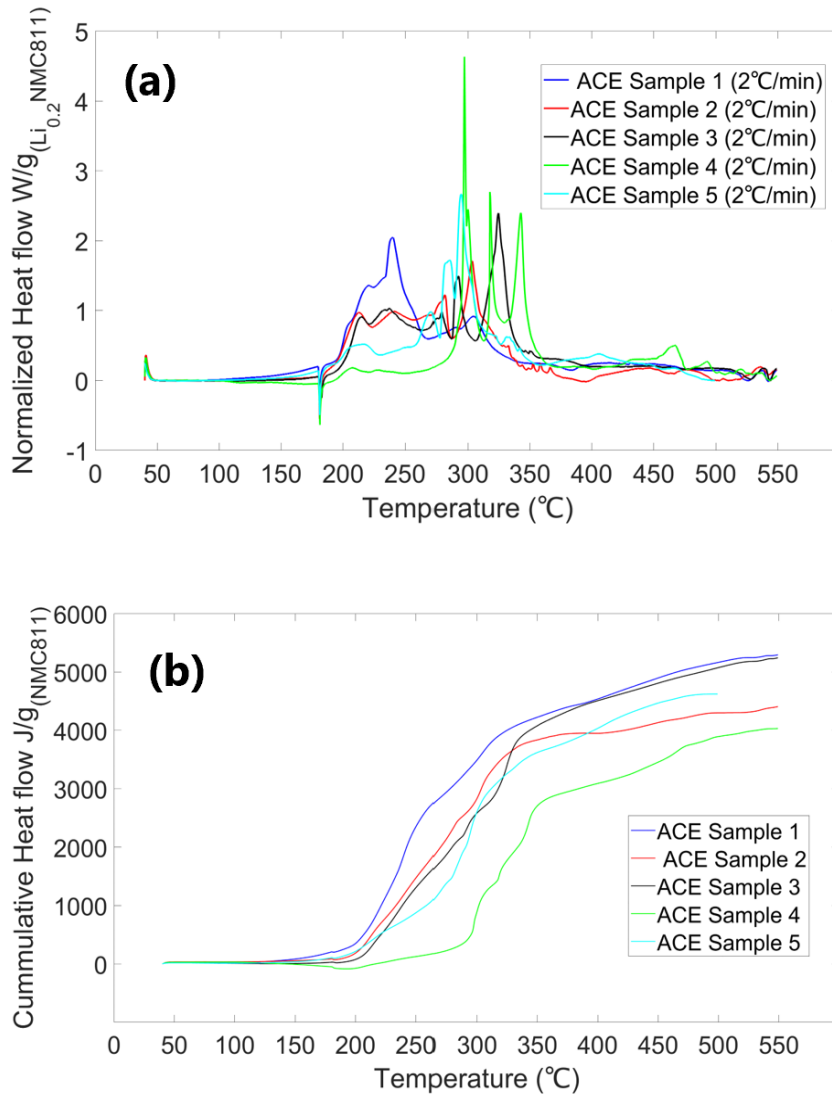 (a)
Normalized Heat flow W/g(Li0.2NMC811)
5
4
3
2
1
0
-1
0 50 100 150 200 250 300 350 400 450 500 550
Temperature (℃)
ACE Sample 1 (2℃/min)
ACE Sample 2 (2℃/min)
ACE Sample 3 (2℃/min)
ACE Sample 4 (2℃/min)
ACE Sample 5 (2℃/min)
(b)
Cummulative Heat flow J/g(NMC811)
6000
5000
4000
3000
2000
1000
0
0 50 100 150 200 250 300 350 400 450 500 550
Temperature (℃)
ACE Sample 1
ACE Sample 2
ACE Sample 3
ACE Sample 4
ACE Sample 5